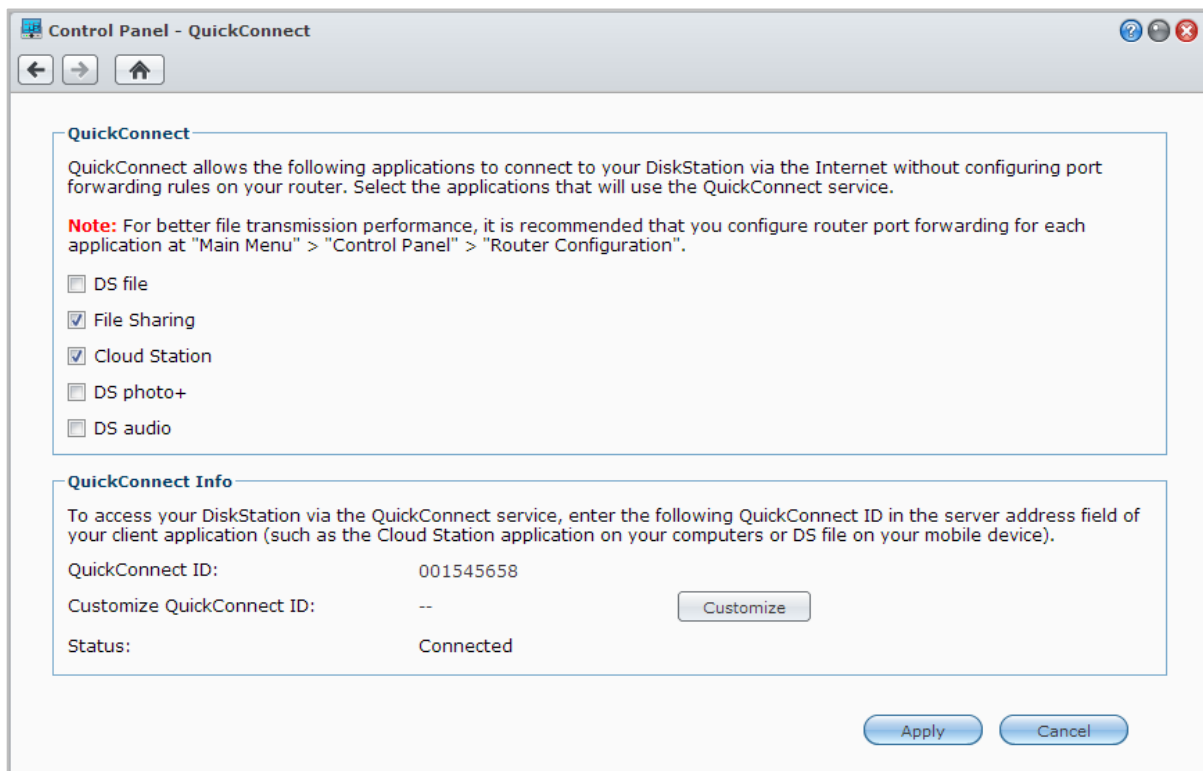 Control Panel - QuickConnect
QuickConnect
QuickConnect allows the following applications to connect to your DiskStation via the Internet without configuring port
forwarding rules on your router. Select the applications that will use the QuickConnect service.
Note: For better file transmission performance, it is recommended that you configure router port forwarding for each
application at "Main Menu" > "Control Panel" > "Router Configuration".
DS file
File Sharing
Cloud Station
DS photo+
DS audio
QuickConnect Info
To access your DiskStation via the QuickConnect service, enter the following QuickConnect ID in the server address field of
your client application (such as the Cloud Station application on your computers or DS file on your mobile device).
QuickConnect ID: 001545658
Customize QuickConnect ID: -- Customize
Status: Connected
Apply Cancel